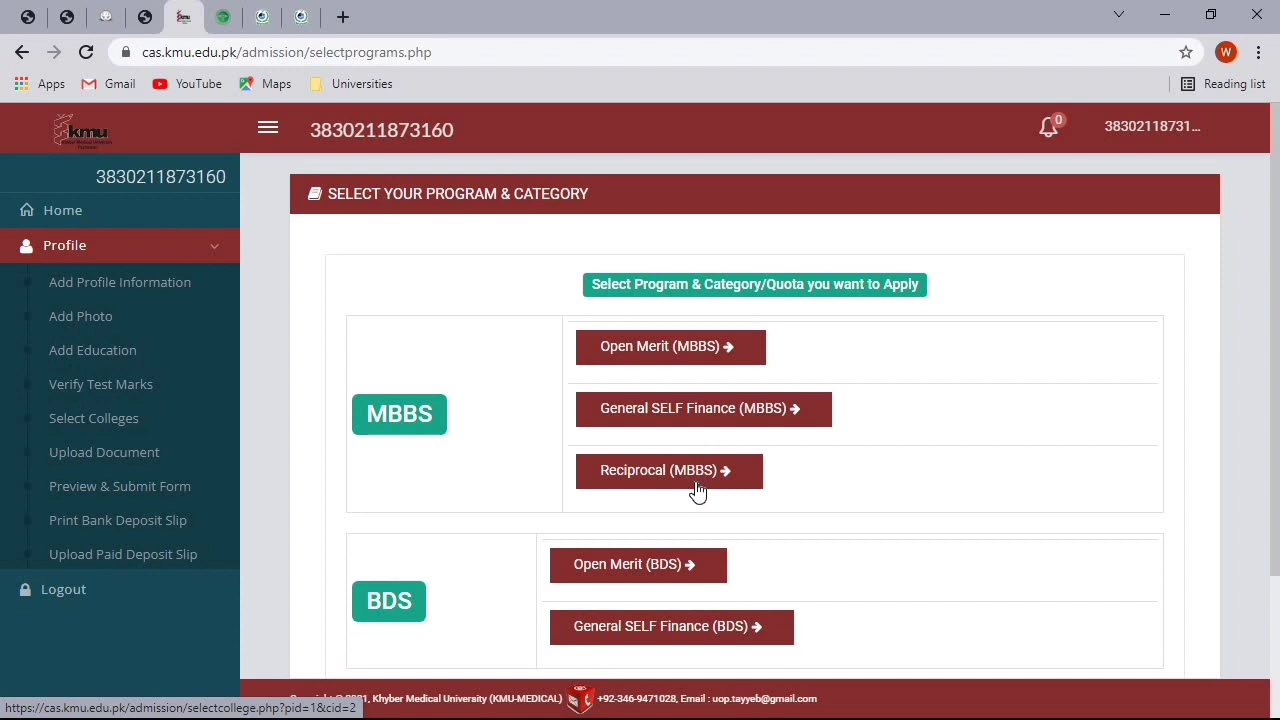 cas.kmu.edu.pk/admission/selectprograms.php
W
Apps
Gmail
YouTube
Maps
Universities
Reading list
kmu
3830211873160
0
38302118731...
3830211873160
Home
Profile
Add Profile Information
Add Photo
Add Education
Verify Test Marks
Select Colleges
Upload Document
Preview & Submit Form
Print Bank Deposit Slip
Upload Paid Deposit Slip
Logout
SELECT YOUR PROGRAM & CATEGORY
Select Program & Category/Quota you want to Apply
MBBS
Open Merit (MBBS)
General SELF Finance (MBBS)
Reciprocal (MBBS)
BDS
Open Merit (BDS)
General SELF Finance (BDS)
1, Khyber Medical University (KMU-MEDICAL) +92-346-9471028, Email : uop.tayyeb@gmail.com
https://cas.kmu.edu.pk/admission/selectcollege.php?pid=1&cid=2